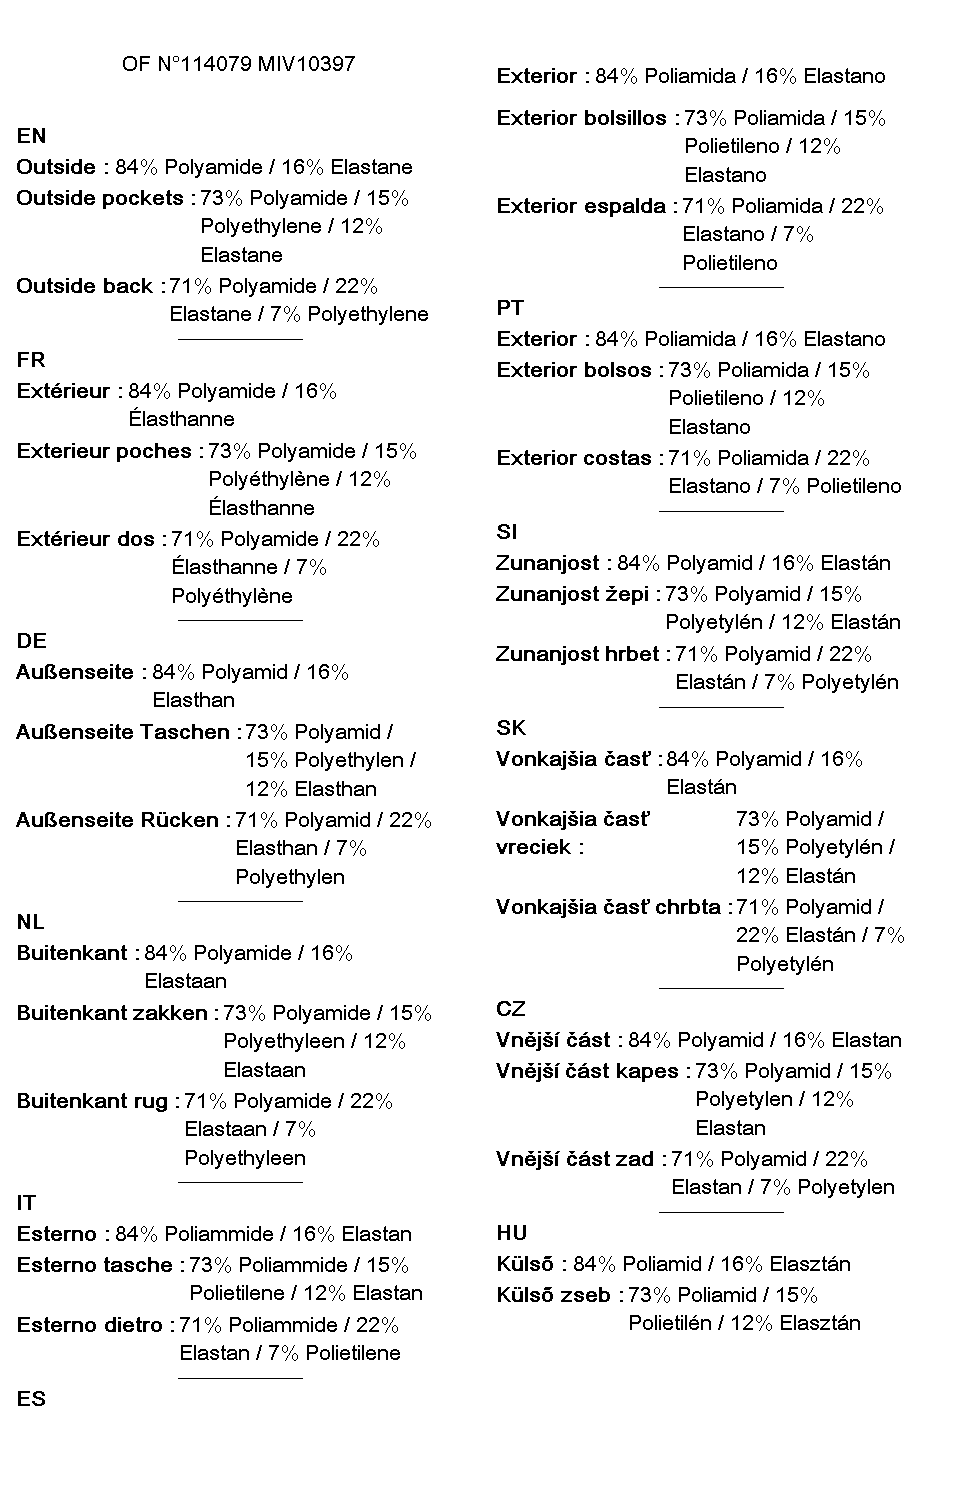 OF N°114079 MIV10397
EN
Outside : 84% Polyamide / 16% Elastane
Outside pockets : 73% Polyamide / 15%
Polyethylene / 12%
Elastane
Outside back : 71% Polyamide / 22%
Elastane / 7% Polyethylene
FR
Extérieur : 84% Polyamide / 16%
Élasthanne
Exterieur poches : 73% Polyamide / 15%
Polyéthylène / 12%
Élasthanne
Extérieur dos : 71% Polyamide / 22%
Élasthanne / 7%
Polyéthylène
DE
Außenseite : 84% Polyamid / 16%
Elasthan
Außenseite Taschen : 73% Polyamid /
15% Polyethylen /
12% Elasthan
Außenseite Rücken : 71% Polyamid / 22%
Elasthan / 7%
Polyethylen
NL
Buitenkant : 84% Polyamide / 16%
Elastaan
Buitenkant zakken : 73% Polyamide / 15%
Polyethyleen / 12%
Elastaan
Buitenkant rug : 71% Polyamide / 22%
Elastaan / 7%
Polyethyleen
IT
Esterno : 84% Poliammide / 16% Elastan
Esterno tasche : 73% Poliammide / 15%
Polietilene / 12% Elastan
Esterno dietro : 71% Poliammide / 22%
Elastan / 7% Polietilene
ES
Exterior : 84% Poliamida / 16% Elastano
Exterior bolsillos : 73% Poliamida / 15%
Polietileno / 12%
Elastano
Exterior espalda : 71% Poliamida / 22%
Elastano / 7%
Polietileno
PT
Exterior : 84% Poliamida / 16% Elastano
Exterior bolsos : 73% Poliamida / 15%
Polietileno / 12%
Elastano
Exterior costas : 71% Poliamida / 22%
Elastano / 7% Polietileno
SI
Zunanjost : 84% Polyamid / 16% Elastán
Zunanjost žepi : 73% Polyamid / 15%
Polyetylén / 12% Elastán
Zunanjost hrbet : 71% Polyamid / 22%
Elastán / 7% Polyetylén
SK
Vonkajšia časť : 84% Polyamid / 16%
Elastán
Vonkajšia časť 73% Polyamid /
vreciek : 15% Polyetylén /
12% Elastán
Vonkajšia časť chrbta : 71% Polyamid /
22% Elastán / 7%
Polyetylén
CZ
Vnější část : 84% Polyamid / 16% Elastan
Vnější část kapes : 73% Polyamid / 15%
Polyetylen / 12%
Elastan
Vnější část zad : 71% Polyamid / 22%
Elastan / 7% Polyetylen
HU
Külsõ : 84% Poliamid / 16% Elasztán
Külsõ zseb : 73% Poliamid / 15%
Polietilén / 12% Elasztán